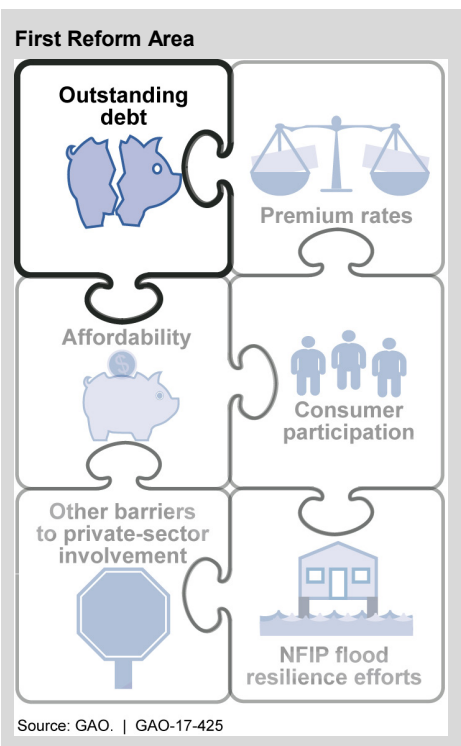 First Reform Area
Outstanding
debt
Premium rates
Affordability
$
Consumer
participation
Other barriers
to private-sector
involvement
NFIP flood
resilience efforts
Source: GAO. | GAO-17-425